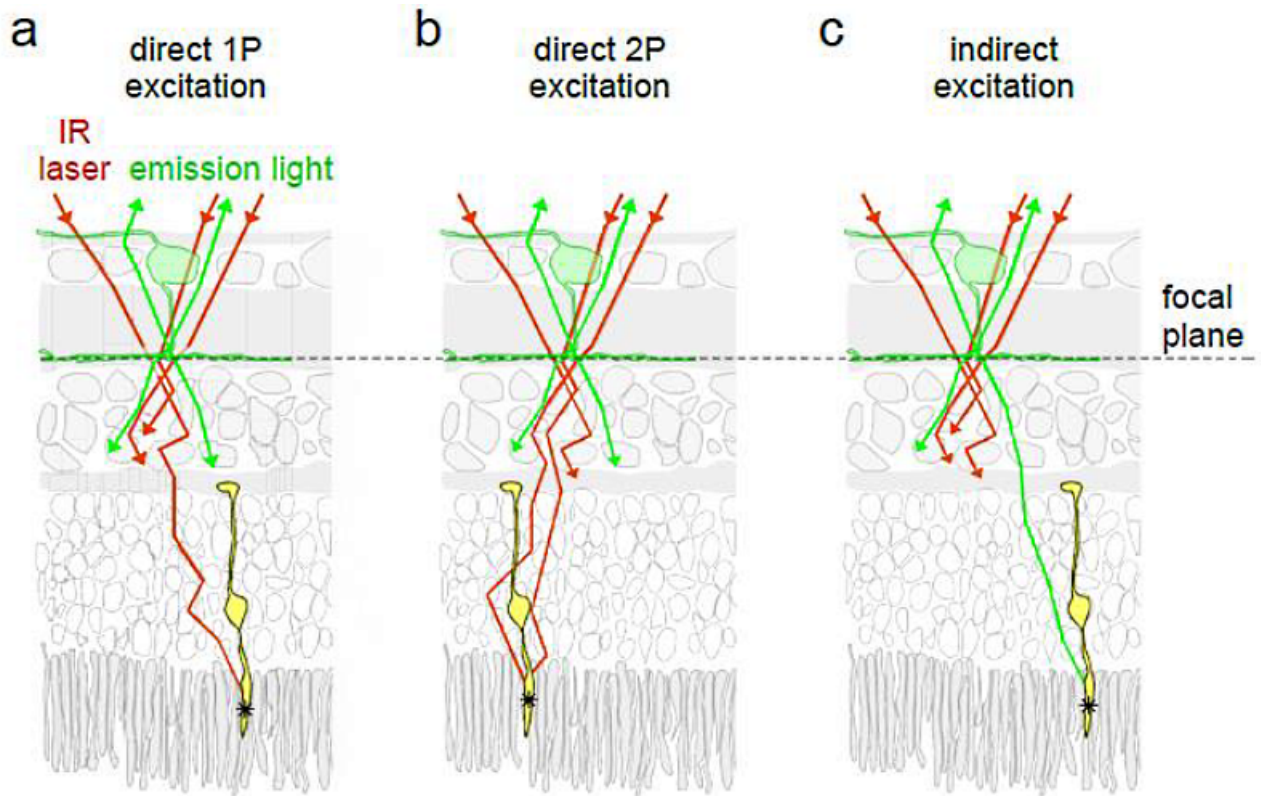 a
direct 1P
excitation
b
direct 2P
excitation
c
indirect
excitation
IR
laser emission light
focal
plane